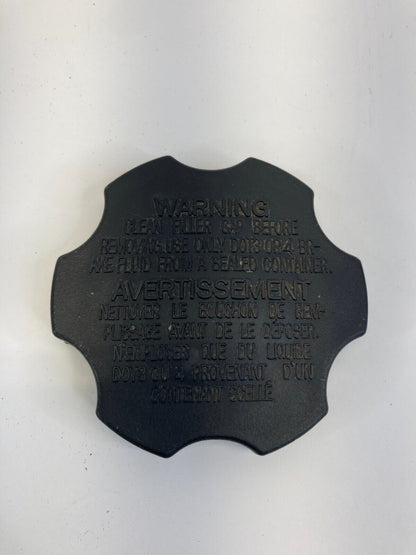 WARNING
CLEAN FILLER CAP BEFORE
REMOVING.USE ONLY DOT3 OR 4 BR-
AKE FLUID FROM A SEALED CONTAINER.
AVERTISSEMENT
NETTOYER LE BOUCHON DE REM-
PLISSAGE AVANT DE LE DÉPOSER.
N'EMPLOYER QUE DU LIQUIDE
DOT3 OU 4 PROVENANT D'UN
CONTENANT SCELLÉ.